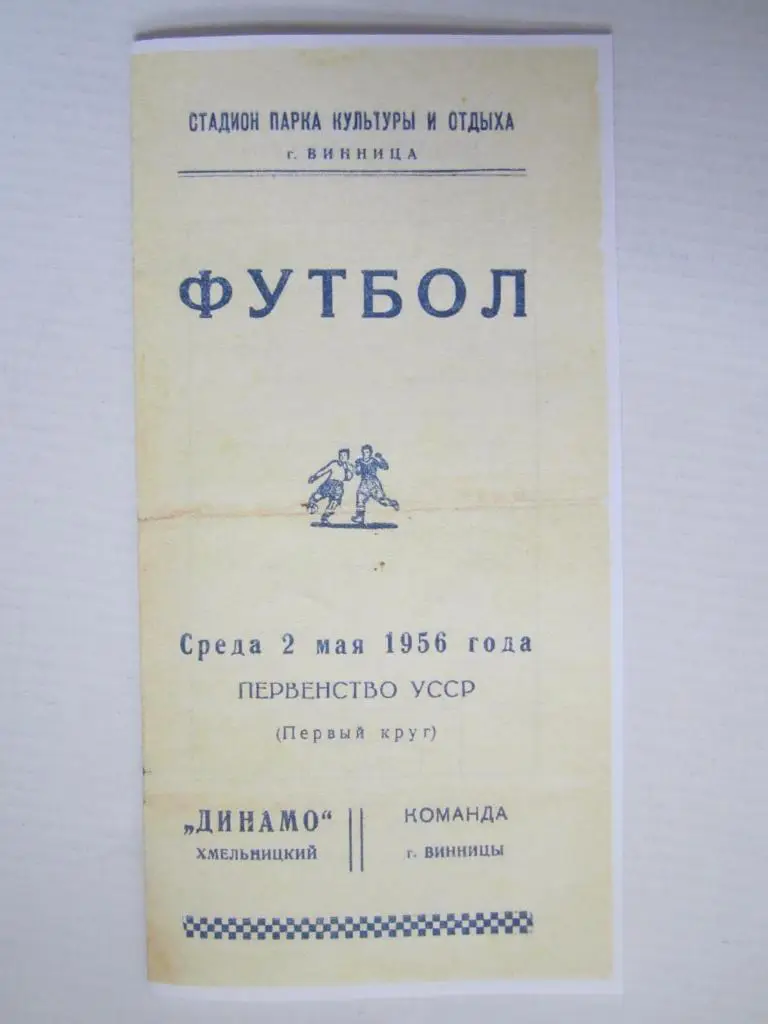 СТАДИОН ПАРКА КУЛЬТУРЫ И ОТДЫХА
г. ВИННИЦА
ФУТБОЛ
Среда 2 мая 1956 года
ПЕРВЕНСТВО УССР
(Первый круг)
„ДИНАМО“
ХМЕЛЬНИЦКИЙ
КОМАНДА
г. ВИННИЦЫ